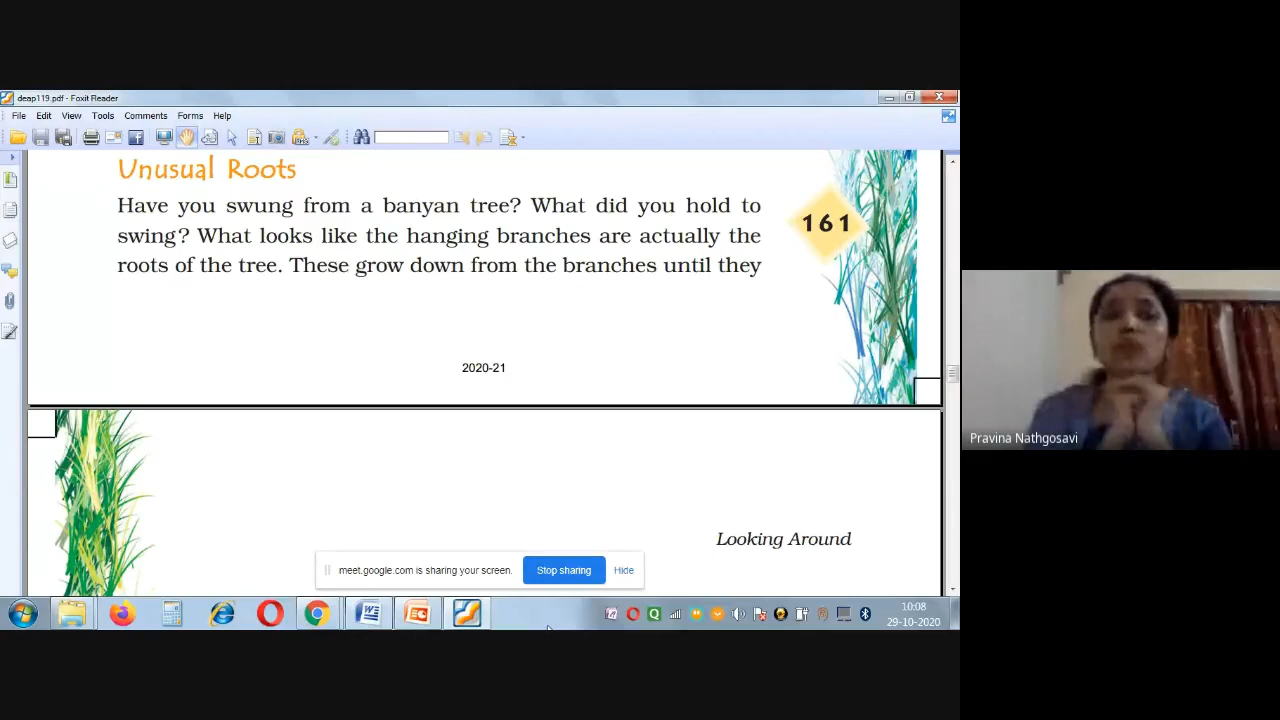 deap119.pdf - Foxit Reader
File Edit View Tools Comments Forms Help
Unusual Roots
Have you swung from a banyan tree? What did you hold to
swing? What looks like the hanging branches are actually the
roots of the tree. These grow down from the branches until they
161
2020-21
Looking Around
meet.google.com is sharing your screen. Stop sharing Hide
10:08
29-10-2020
Pravina Nathgosavi